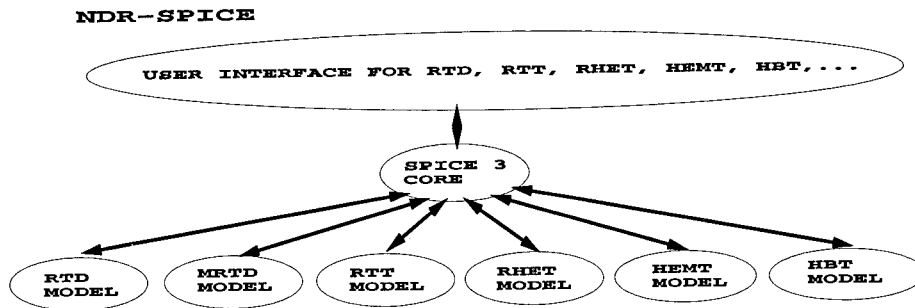 NDR-SPICE
USER INTERFACE FOR RTD, RTT, RHET, HEMT, HBT,...
SPICE 3
CORE
RTD
MODEL
MRTD
MODEL
RTT
MODEL
RHET
MODEL
HEMT
MODEL
HBT
MODEL